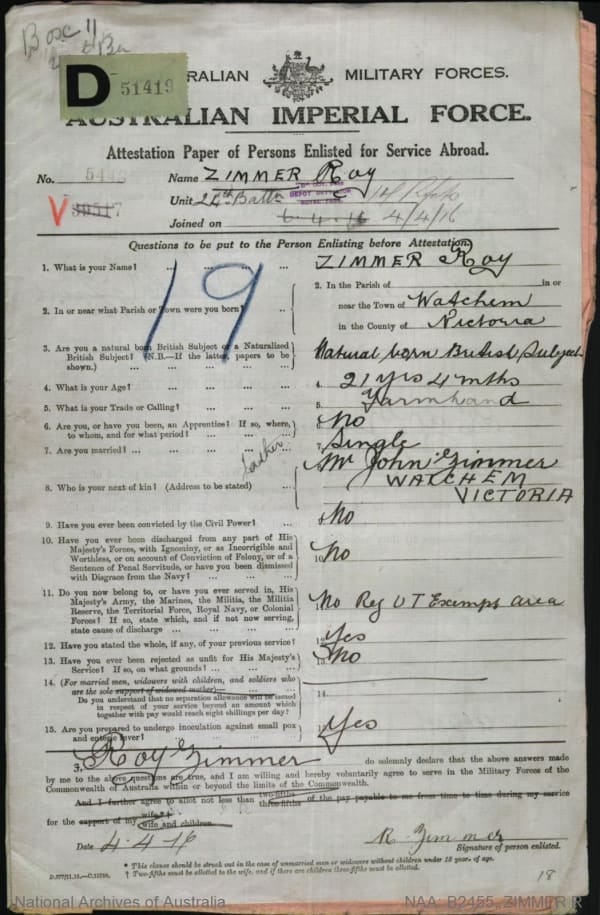 Box 11
D 51419
AUSTRALIAN MILITARY FORCES.
AUSTRALIAN IMPERIAL FORCE.
Attestation Paper of Persons Enlisted for Service Abroad.
No. 5449 Name ZIMMER Roy
V 30517 Unit 24th Battn 14 Rfts
Joined on 6.4.16 4/4/16
Questions to be put to the Person Enlisting before Attestation.
19
1. What is your Name? ... ZIMMER Roy
2. In or near what Parish or Town were you born? 2. In the Parish of in or
near the Town of Watchem
in the County of Victoria
3. Are you a natural born British Subject or a Naturalized
British Subject? (N.B.—If the latter, papers to be
shown.) ... Natural born British Subject
4. What is your Age? ... 4. 21 yrs 4 mths
5. What is your Trade or Calling? ... 5. Farmhand
6. Are you, or have you been, an Apprentice? If so, where,
to whom, and for what period? ... 6. No
7. Are you married? ... 7. Single
father
8. Who is your next of kin? (Address to be stated) Mr John Zimmer
WATCHEM
VICTORIA
9. Have you ever been convicted by the Civil Power? ... No
10. Have you ever been discharged from any part of His
Majesty's Forces, with Ignominy, or as Incorrigible and
Worthless, or on account of Conviction of Felony, or of a
Sentence of Penal Servitude, or have you been dismissed
with Disgrace from the Navy? ... 10. No
11. Do you now belong to, or have you ever served in, His
Majesty's Army, the Marines, the Militia, the Militia
Reserve, the Territorial Force, Royal Navy, or Colonial
Forces? If so, state which, and if not now serving,
state cause of discharge ... No Reg U T Exempt area
12. Have you stated the whole, if any, of your previous service? Yes
13. Have you ever been rejected as unfit for His Majesty's
Service? If so, on what grounds? ... 13. No
14. (For married men, widowers with children, and soldiers who
are the sole support of widowed mother)—
Do you understand that no separation allowance will be issued
in respect of your service beyond an amount which
together with pay would reach eight shillings per day? 14.
15. Are you prepared to undergo inoculation against small pox
and enteric fever? Yes
I, Roy Zimmer do solemnly declare that the above answers made
by me to the above questions are true, and I am willing and hereby voluntarily agree to serve in the Military Forces of the
Commonwealth of Australia within or beyond the limits of the Commonwealth.
And I further agree to allot not less than two-fifths three-fifths of the pay payable to me from time to time during my service
for the support of my wife wife and children.
Date 4.4.16 R. Zimmer
Signature of person enlisted.
* This clause should be struck out in the case of unmarried men or widowers without children under 18 years of age.
† Two-fifths must be allotted to the wife, and if there are children three-fifths must be allotted.
18
National Archives of Australia NAA: B2455, ZIMMER R